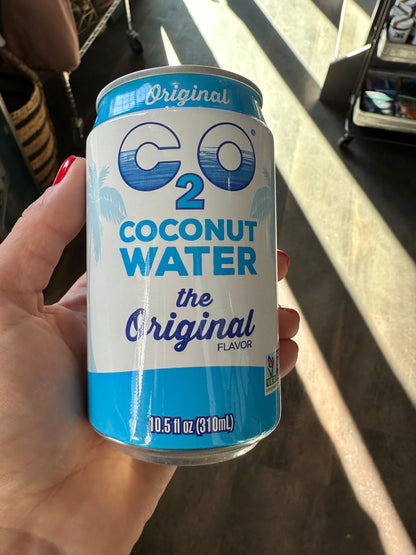 Original
C2O®
COCONUT
WATER
the
Original
FLAVOR
10.5 fl oz (310mL)